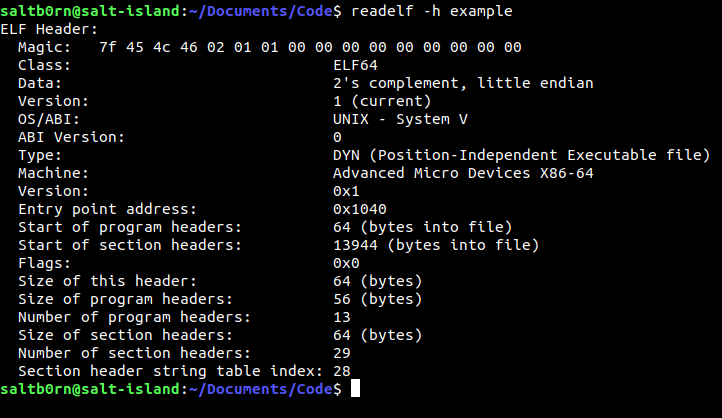 saltb0rn@salt-island:~/Documents/Code$ readelf -h example
ELF Header:
  Magic:   7f 45 4c 46 02 01 01 00 00 00 00 00 00 00 00 00
  Class:                             ELF64
  Data:                              2's complement, little endian
  Version:                           1 (current)
  OS/ABI:                            UNIX - System V
  ABI Version:                       0
  Type:                              DYN (Position-Independent Executable file)
  Machine:                           Advanced Micro Devices X86-64
  Version:                           0x1
  Entry point address:               0x1040
  Start of program headers:          64 (bytes into file)
  Start of section headers:          13944 (bytes into file)
  Flags:                             0x0
  Size of this header:               64 (bytes)
  Size of program headers:           56 (bytes)
  Number of program headers:         13
  Size of section headers:           64 (bytes)
  Number of section headers:         29
  Section header string table index: 28
saltb0rn@salt-island:~/Documents/Code$